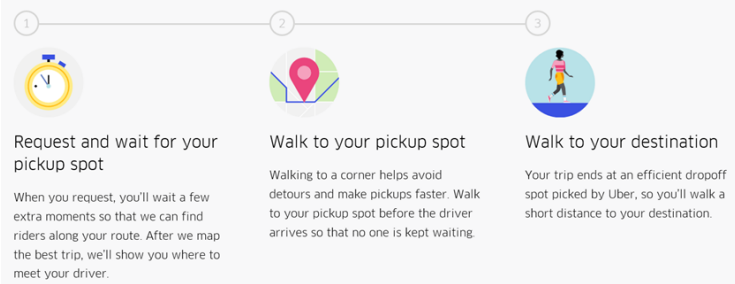 1
2
3
Request and wait for your
pickup spot
When you request, you'll wait a few
extra moments so that we can find
riders along your route. After we map
the best trip, we'll show you where to
meet your driver.
Walk to your pickup spot
Walking to a corner helps avoid
detours and make pickups faster. Walk
to your pickup spot before the driver
arrives so that no one is kept waiting.
Walk to your destination
Your trip ends at an efficient dropoff
spot picked by Uber, so you'll walk a
short distance to your destination.